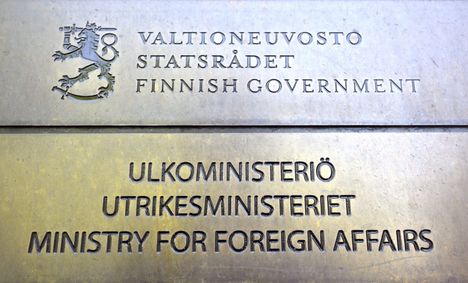 VALTIONEUVOSTO
STATSRÅDET
FINNISH GOVERNMENT
ULKOMINISTERIÖ
UTRIKESMINISTERIET
MINISTRY FOR FOREIGN AFFAIRS